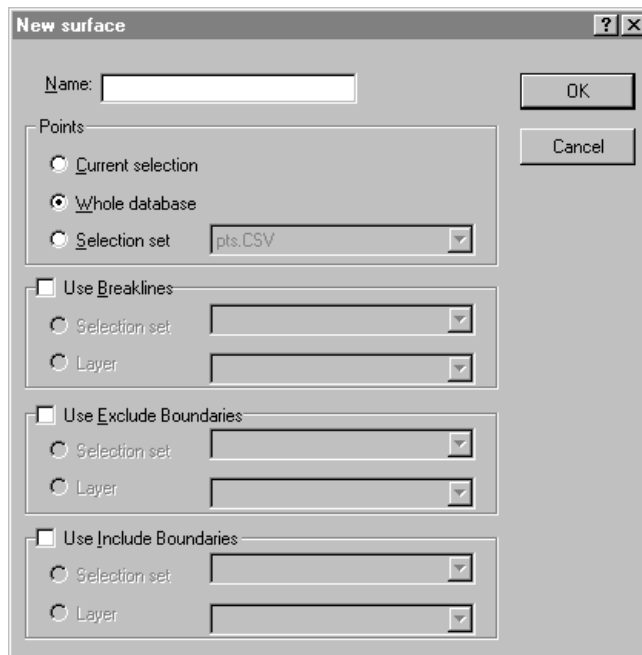 New surface
? X
Name:
OK
Points
Cancel
Current selection
Whole database
Selection set pts.CSV
Use Breaklines
Selection set
Layer
Use Exclude Boundaries
Selection set
Layer
Use Include Boundaries
Selection set
Layer